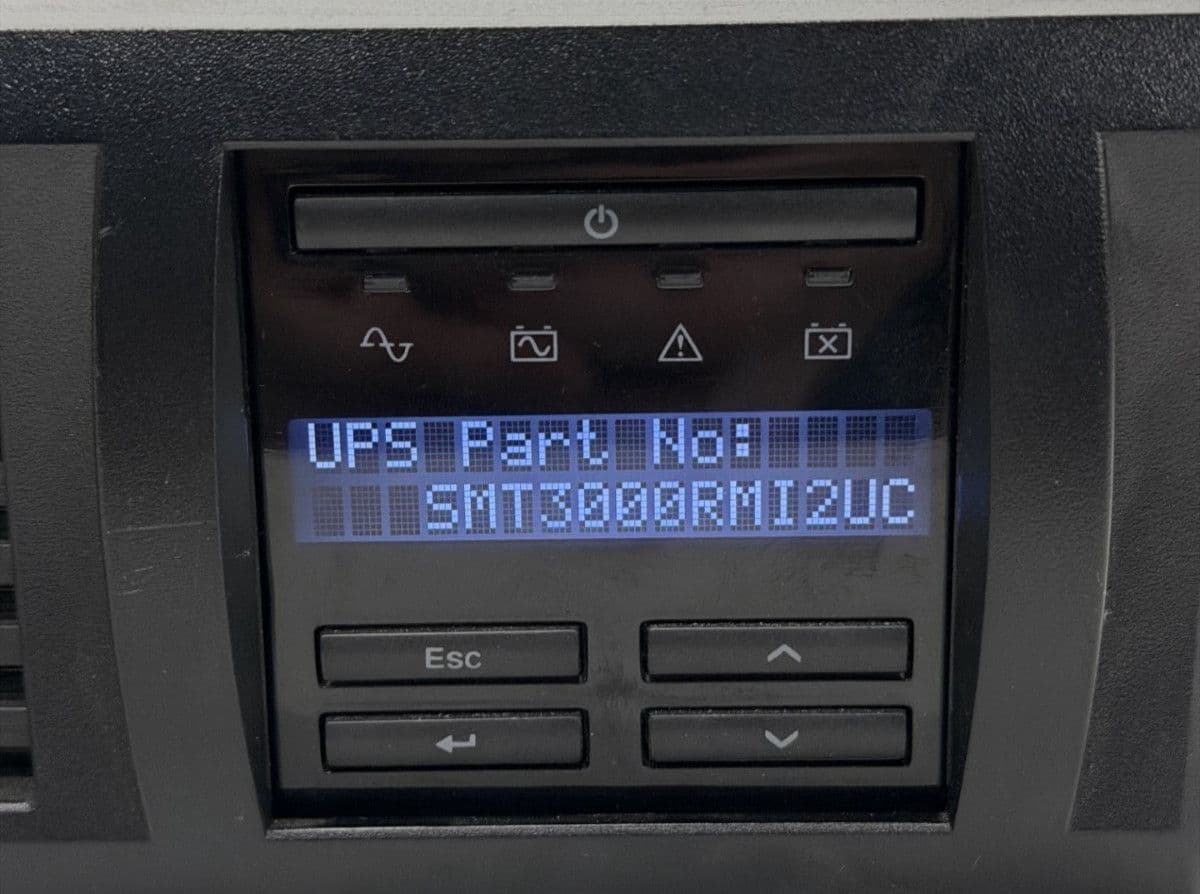 UPS Part No:
SMT3000RMI2UC
Esc